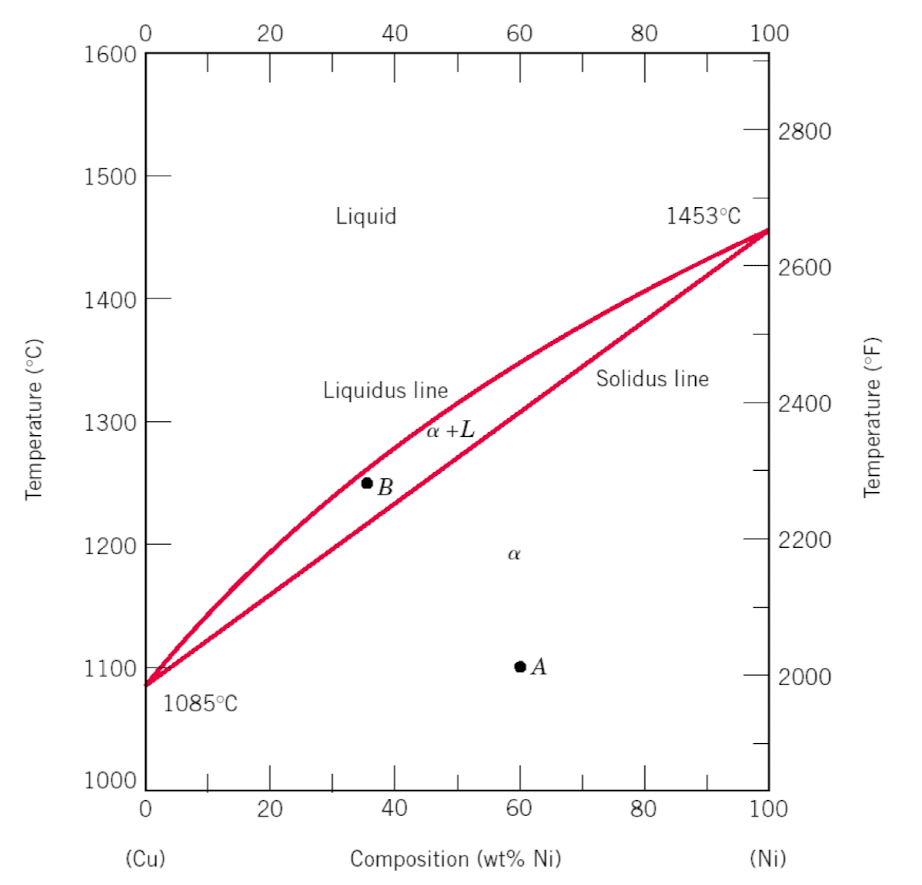 0 20 40 60 80 100
1600
2800
1500
Liquid
1453°C
2600
1400
Temperature (°C)
Temperature (°F)
Liquidus line
Solidus line
2400
1300
α +L
B
1200
2200
α
1100
A
2000
1085°C
1000
0 20 40 60 80 100
(Cu) Composition (wt% Ni) (Ni)